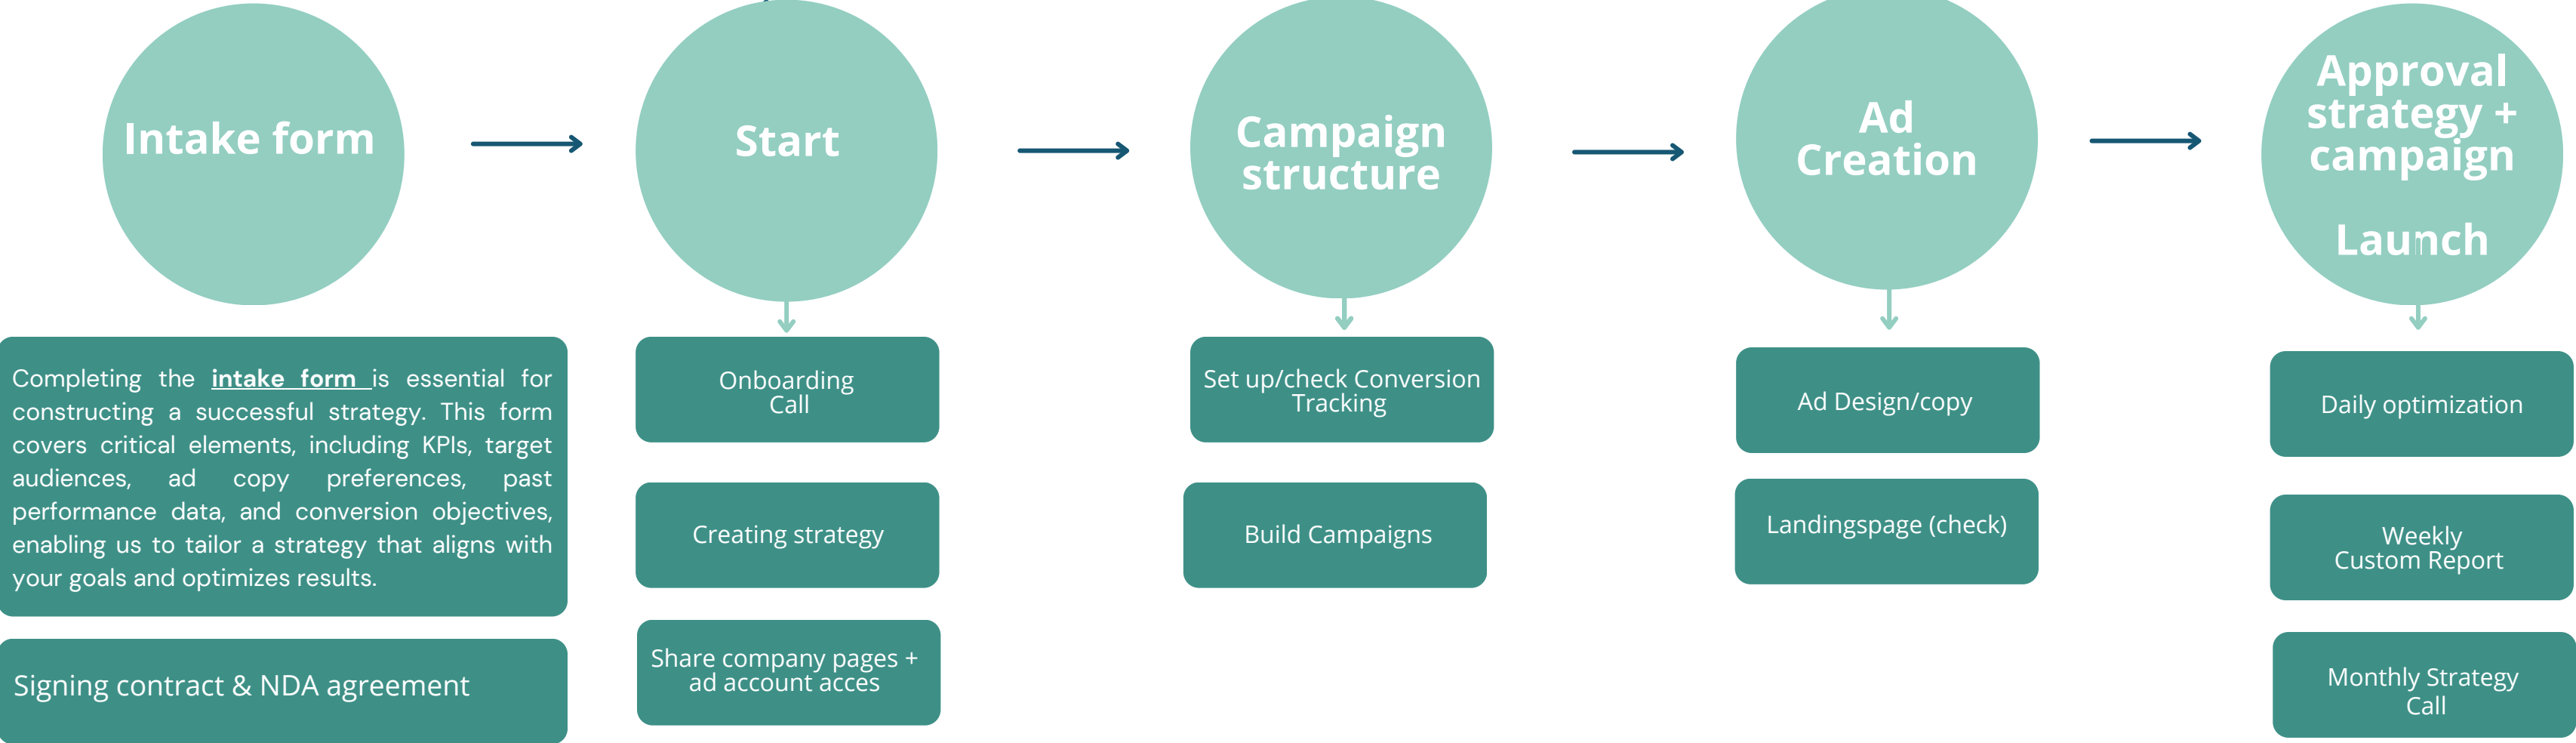 Intake form
Completing the intake form is essential for
constructing a successful strategy. This form
covers critical elements, including KPIs, target
audiences, ad copy preferences, past
performance data, and conversion objectives,
enabling us to tailor a strategy that aligns with
your goals and optimizes results.
Signing contract & NDA agreement
Start
Onboarding
Call
Creating strategy
Share company pages +
ad account acces
Campaign
structure
Set up/check Conversion
Tracking
Build Campaigns
Ad
Creation
Ad Design/copy
Landingspage (check)
Approval
strategy +
campaign
Launch
Daily optimization
Weekly
Custom Report
Monthly Strategy
Call